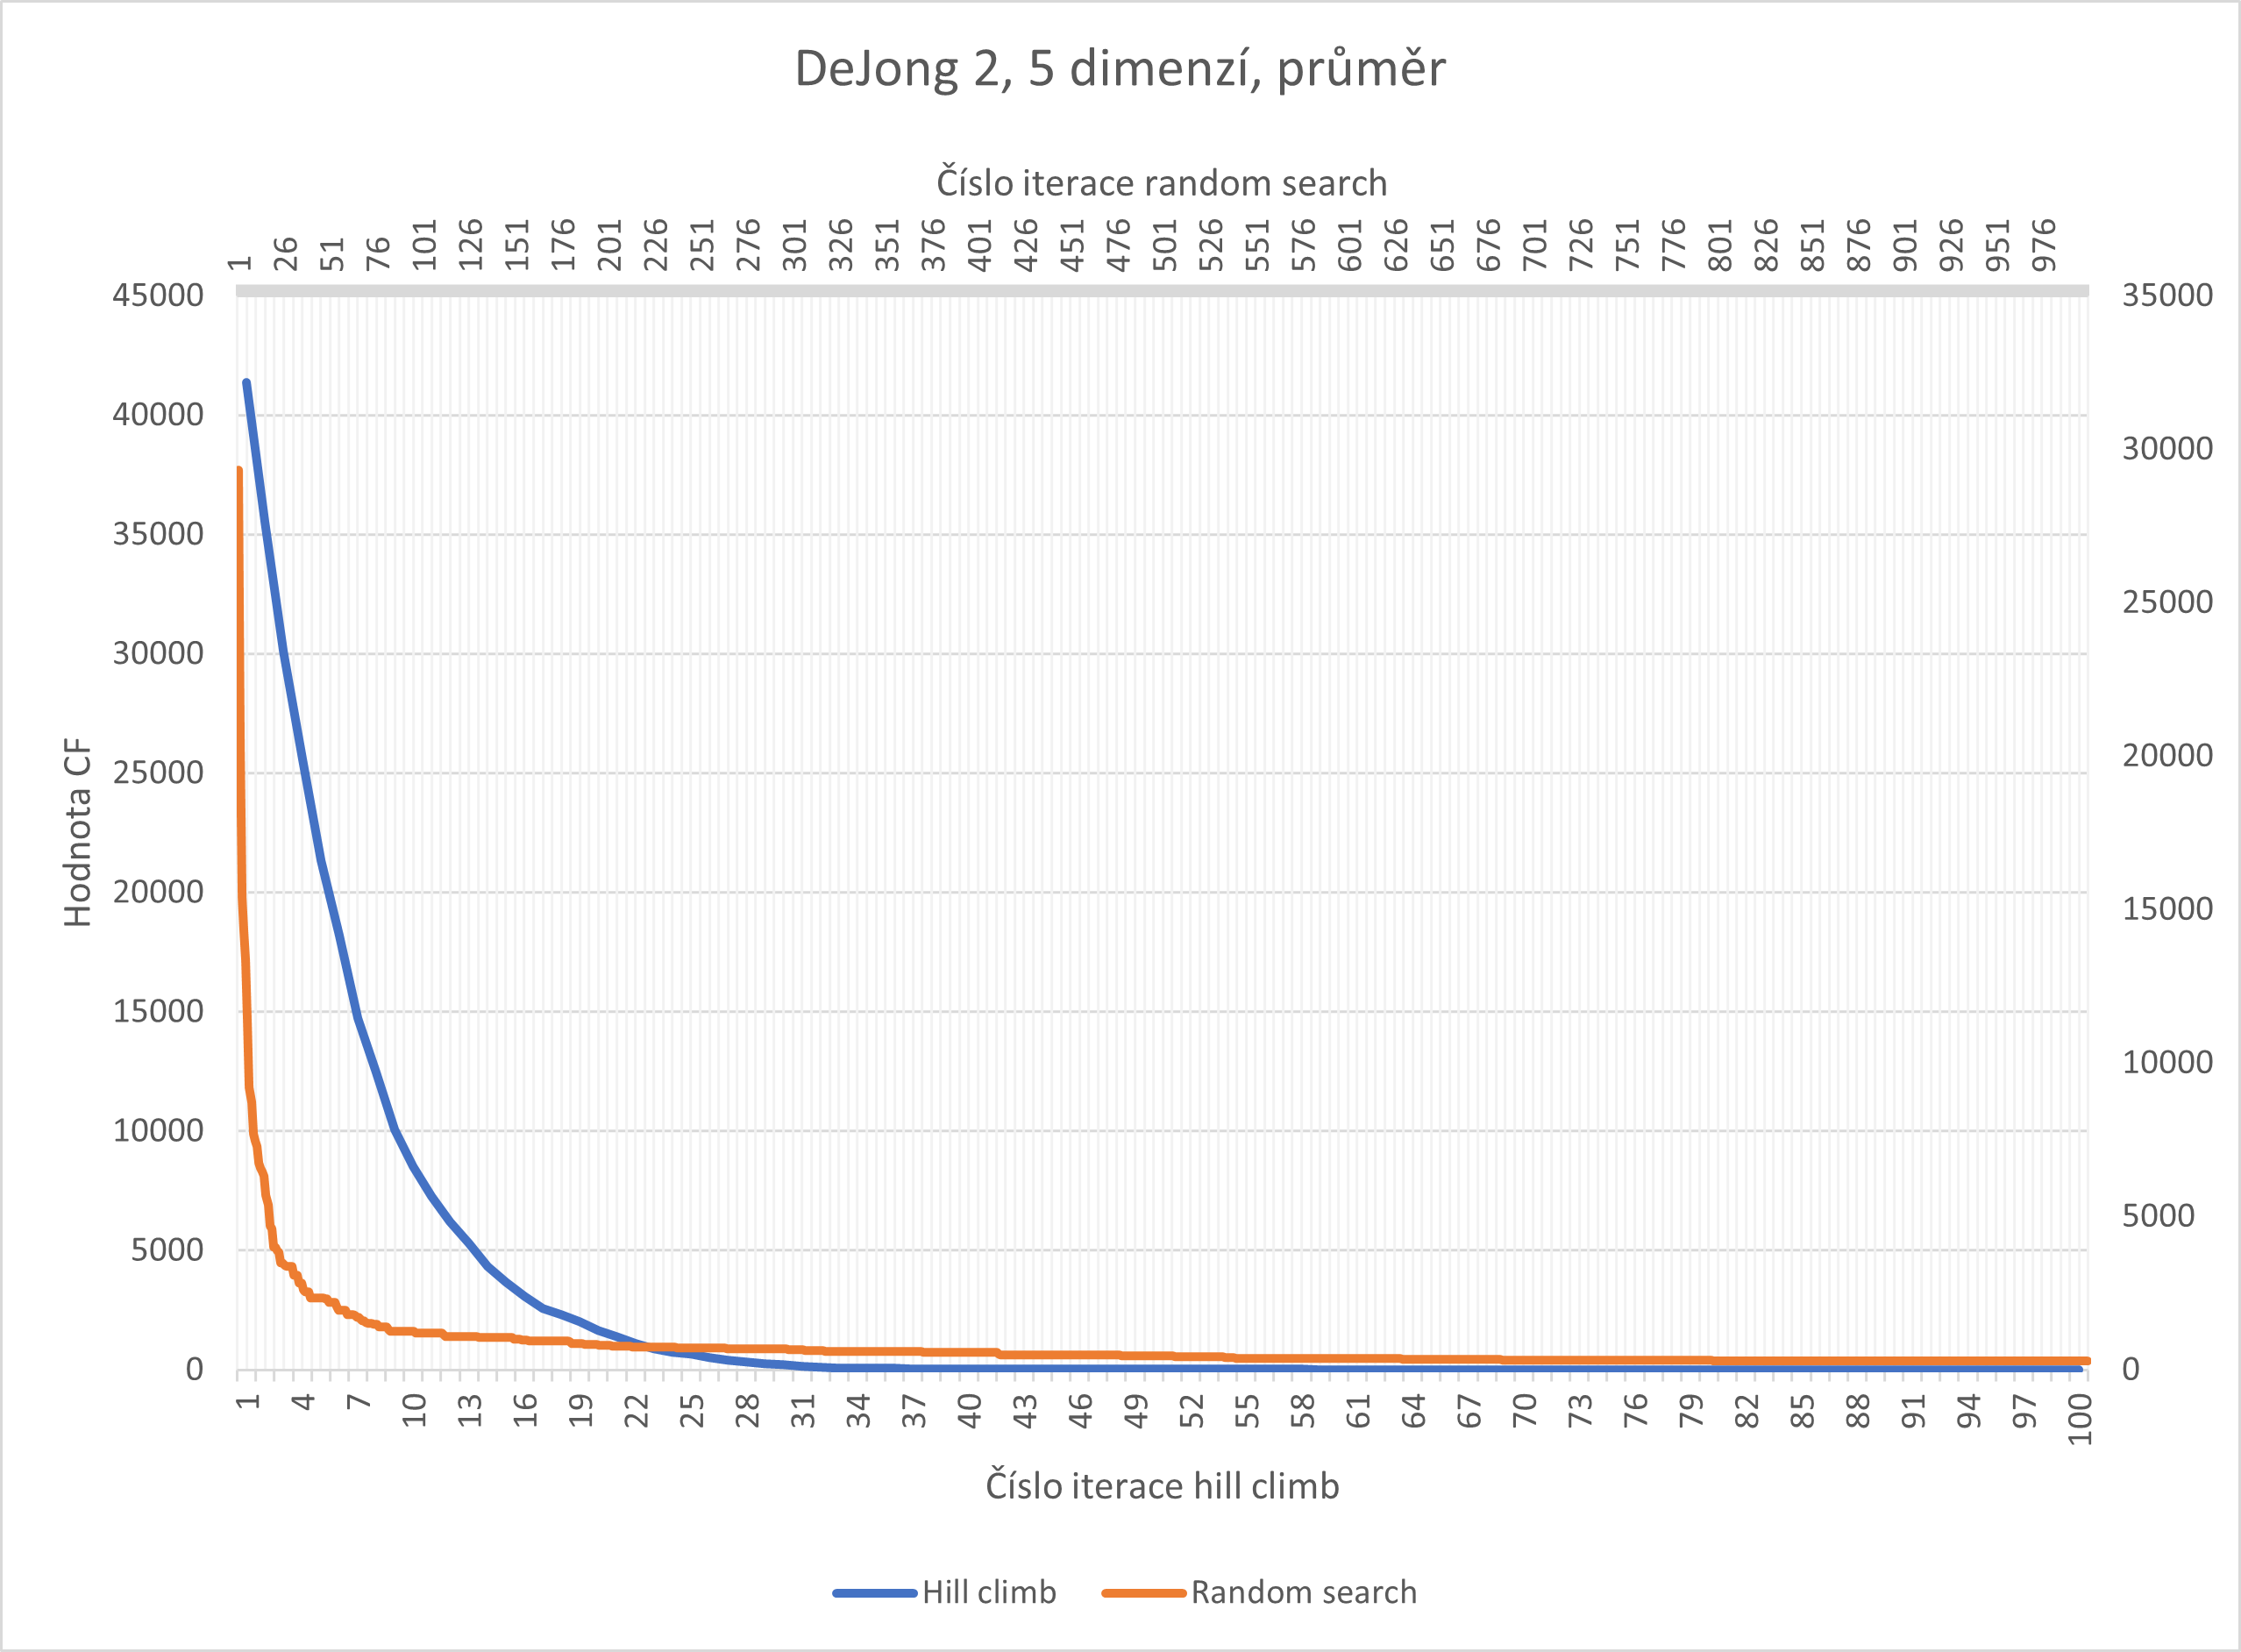 DeJong 2, 5 dimenzí, průměr
Číslo iterace random search
1 26 51 76 101 126 151 176 201 226 251 276 301 326 351 376 401 426 451 476 501 526 551 576 601 626 651 676 701 726 751 776 801 826 851 876 901 926 951 976
45000 35000
40000
30000
35000
25000
30000
25000 20000
20000
15000
15000
10000
10000
5000
5000
0 0
Hodnota CF
1 4 7 10 13 16 19 22 25 28 31 34 37 40 43 46 49 52 55 58 61 64 67 70 73 76 79 82 85 88 91 94 97 100
Číslo iterace hill climb
Hill climb Random search